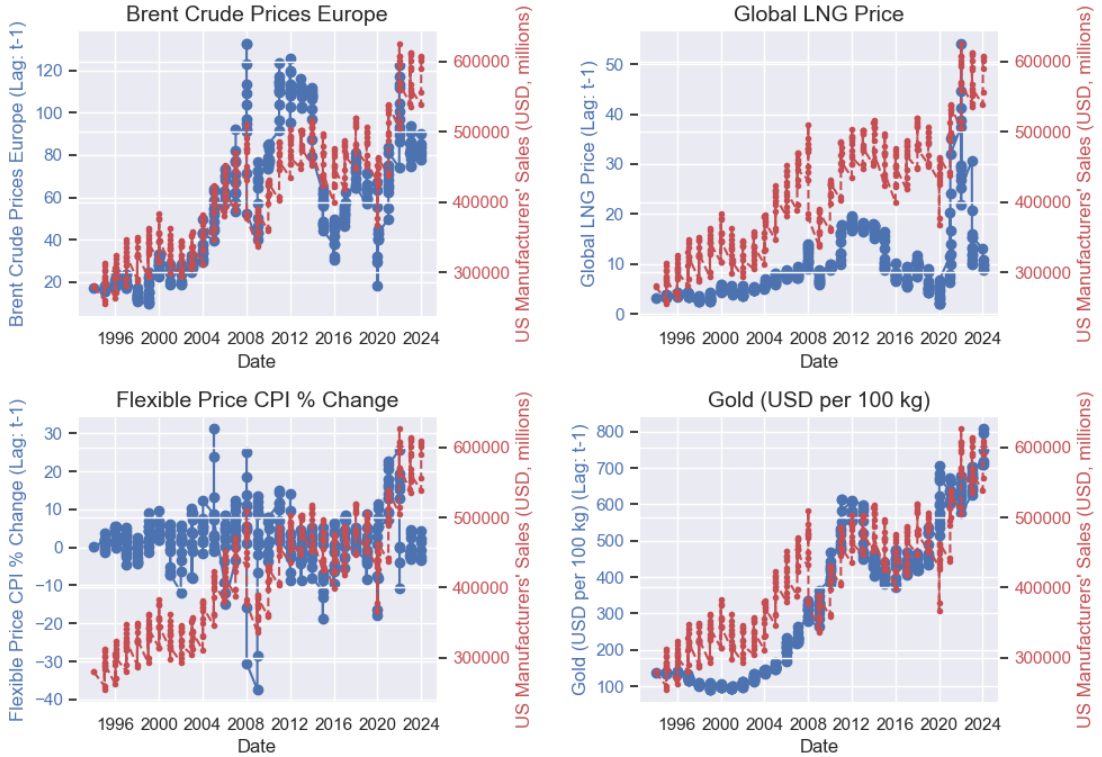 Brent Crude Prices Europe
Brent Crude Prices Europe (Lag: t-1)
120
100
80
60
40
20
US Manufacturers' Sales (USD, millions)
600000
500000
400000
300000
1996 2000 2004 2008 2012 2016 2020 2024
Date
Global LNG Price
Global LNG Price (Lag: t-1)
50
40
30
20
10
0
US Manufacturers' Sales (USD, millions)
600000
500000
400000
300000
1996 2000 2004 2008 2012 2016 2020 2024
Date
Flexible Price CPI % Change
Flexible Price CPI % Change (Lag: t-1)
30
20
10
0
−10
−20
−30
−40
US Manufacturers' Sales (USD, millions)
600000
500000
400000
300000
1996 2000 2004 2008 2012 2016 2020 2024
Date
Gold (USD per 100 kg)
Gold (USD per 100 kg) (Lag: t-1)
800
700
600
500
400
300
200
100
US Manufacturers' Sales (USD, millions)
600000
500000
400000
300000
1996 2000 2004 2008 2012 2016 2020 2024
Date